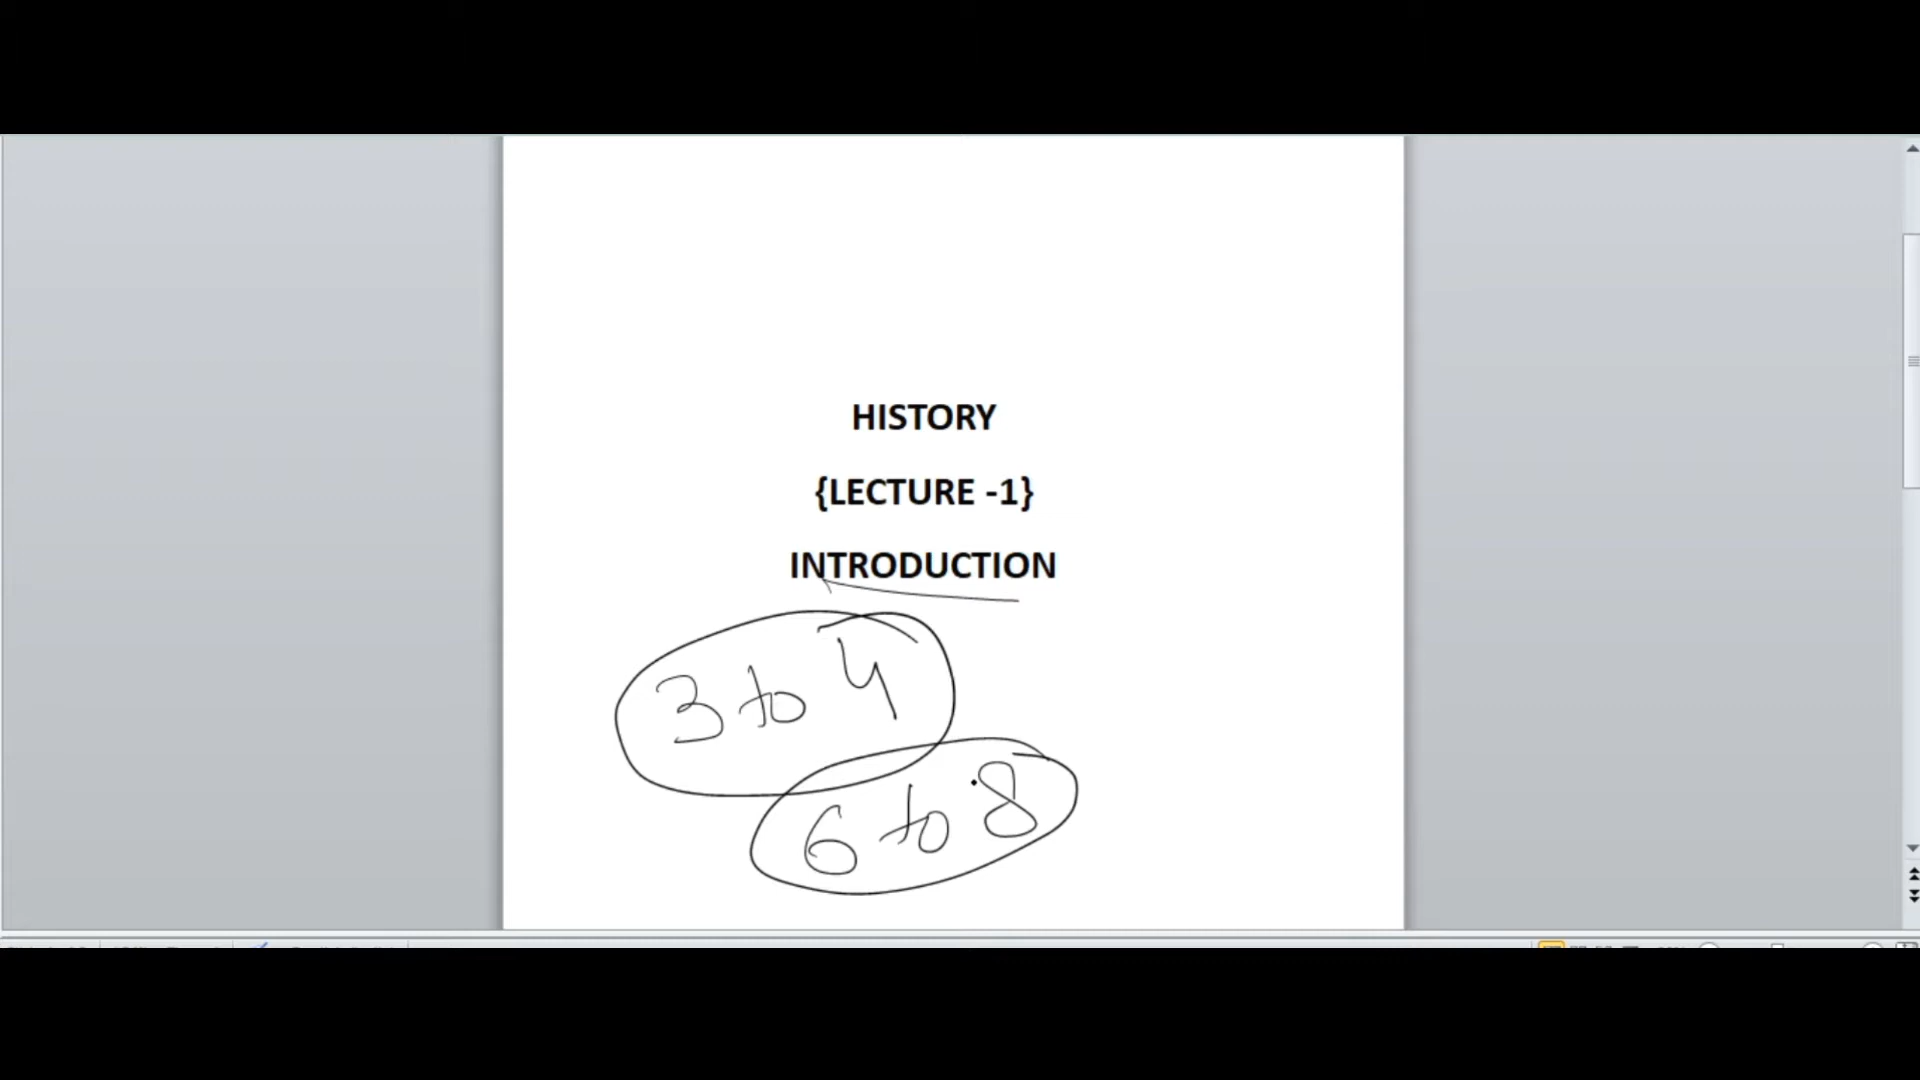 HISTORY
{LECTURE -1}
INTRODUCTION
3 to 4
6 to 8